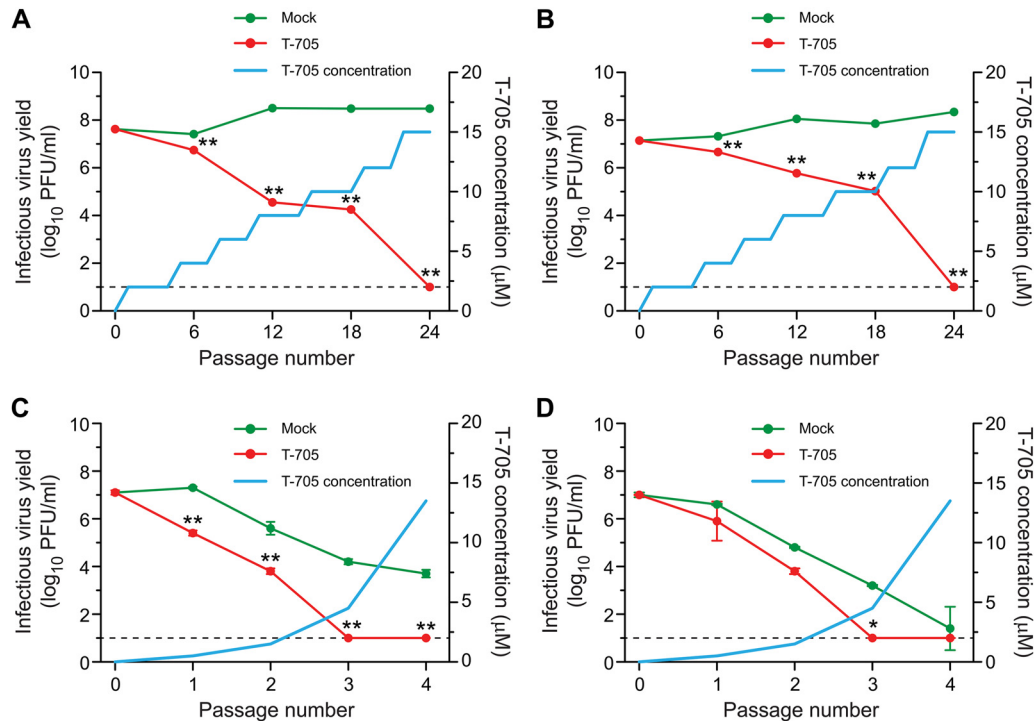 A
Mock
T-705
T-705 concentration
Infectious virus yield
(log10 PFU/ml)
10
8
6
4
2
0
20
15
10
5
0
T-705 concentration (μM)
**
**
**
**
0 6 12 18 24
Passage number
B
Mock
T-705
T-705 concentration
Infectious virus yield
(log10 PFU/ml)
10
8
6
4
2
0
20
15
10
5
0
T-705 concentration (μM)
**
**
**
**
0 6 12 18 24
Passage number
C
Mock
T-705
T-705 concentration
Infectious virus yield
(log10 PFU/ml)
10
8
6
4
2
0
20
15
10
5
0
T-705 concentration (μM)
**
**
**
**
0 1 2 3 4
Passage number
D
Mock
T-705
T-705 concentration
Infectious virus yield
(log10 PFU/ml)
10
8
6
4
2
0
20
15
10
5
0
T-705 concentration (μM)
*
0 1 2 3 4
Passage number